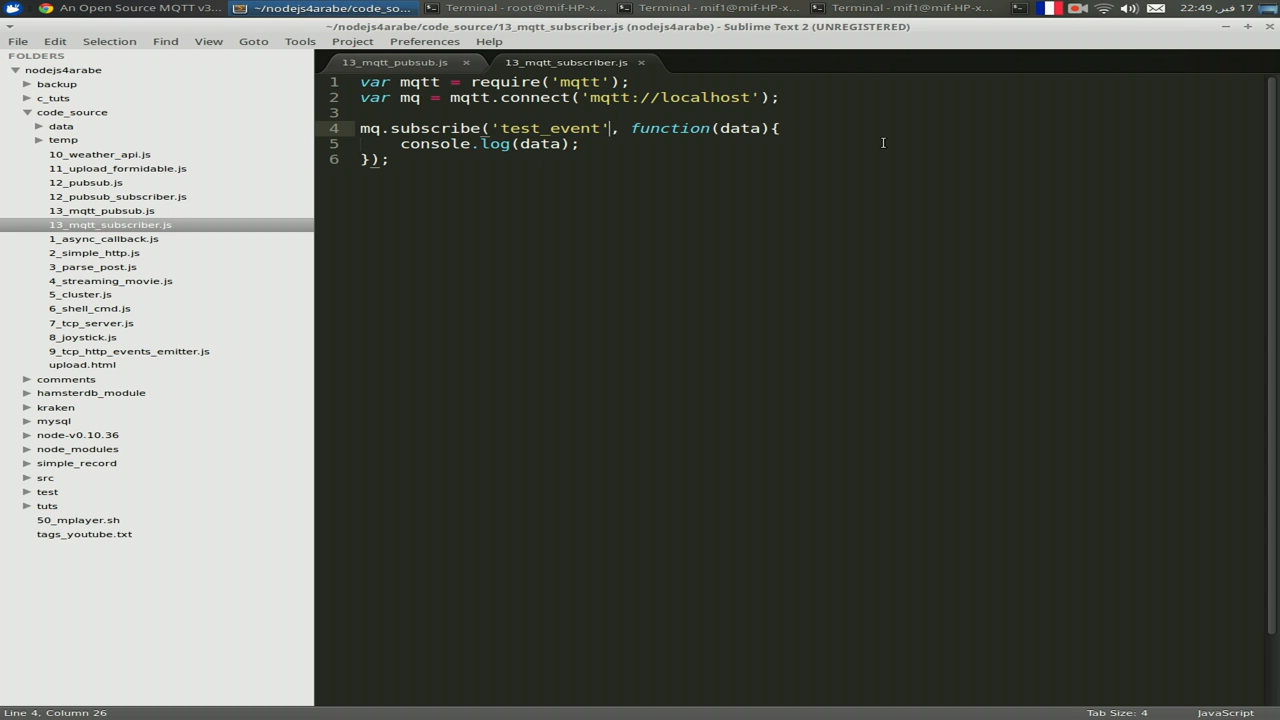 An Open Source MQTT v3...
~/nodejs4arabe/code_so...
Terminal - root@mif-HP-x...
Terminal - mif1@mif-HP-x...
Terminal - mif1@mif-HP-x...
22:49 فبر, 17
~/nodejs4arabe/code_source/13_mqtt_subscriber.js (nodejs4arabe) - Sublime Text 2 (UNREGISTERED)
File Edit Selection Find View Goto Tools Project Preferences Help
FOLDERS
nodejs4arabe
backup
c_tuts
code_source
data
temp
10_weather_api.js
11_upload_formidable.js
12_pubsub.js
12_pubsub_subscriber.js
13_mqtt_pubsub.js
13_mqtt_subscriber.js
1_async_callback.js
2_simple_http.js
3_parse_post.js
4_streaming_movie.js
5_cluster.js
6_shell_cmd.js
7_tcp_server.js
8_joystick.js
9_tcp_http_events_emitter.js
upload.html
comments
hamsterdb_module
kraken
mysql
node-v0.10.36
node_modules
simple_record
src
test
tuts
50_mplayer.sh
tags_youtube.txt
13_mqtt_pubsub.js
13_mqtt_subscriber.js
1 var mqtt = require('mqtt');
2 var mq = mqtt.connect('mqtt://localhost');
3
4 mq.subscribe('test_event', function(data){
5 console.log(data);
6 });
Line 4, Column 26
Tab Size: 4
JavaScript